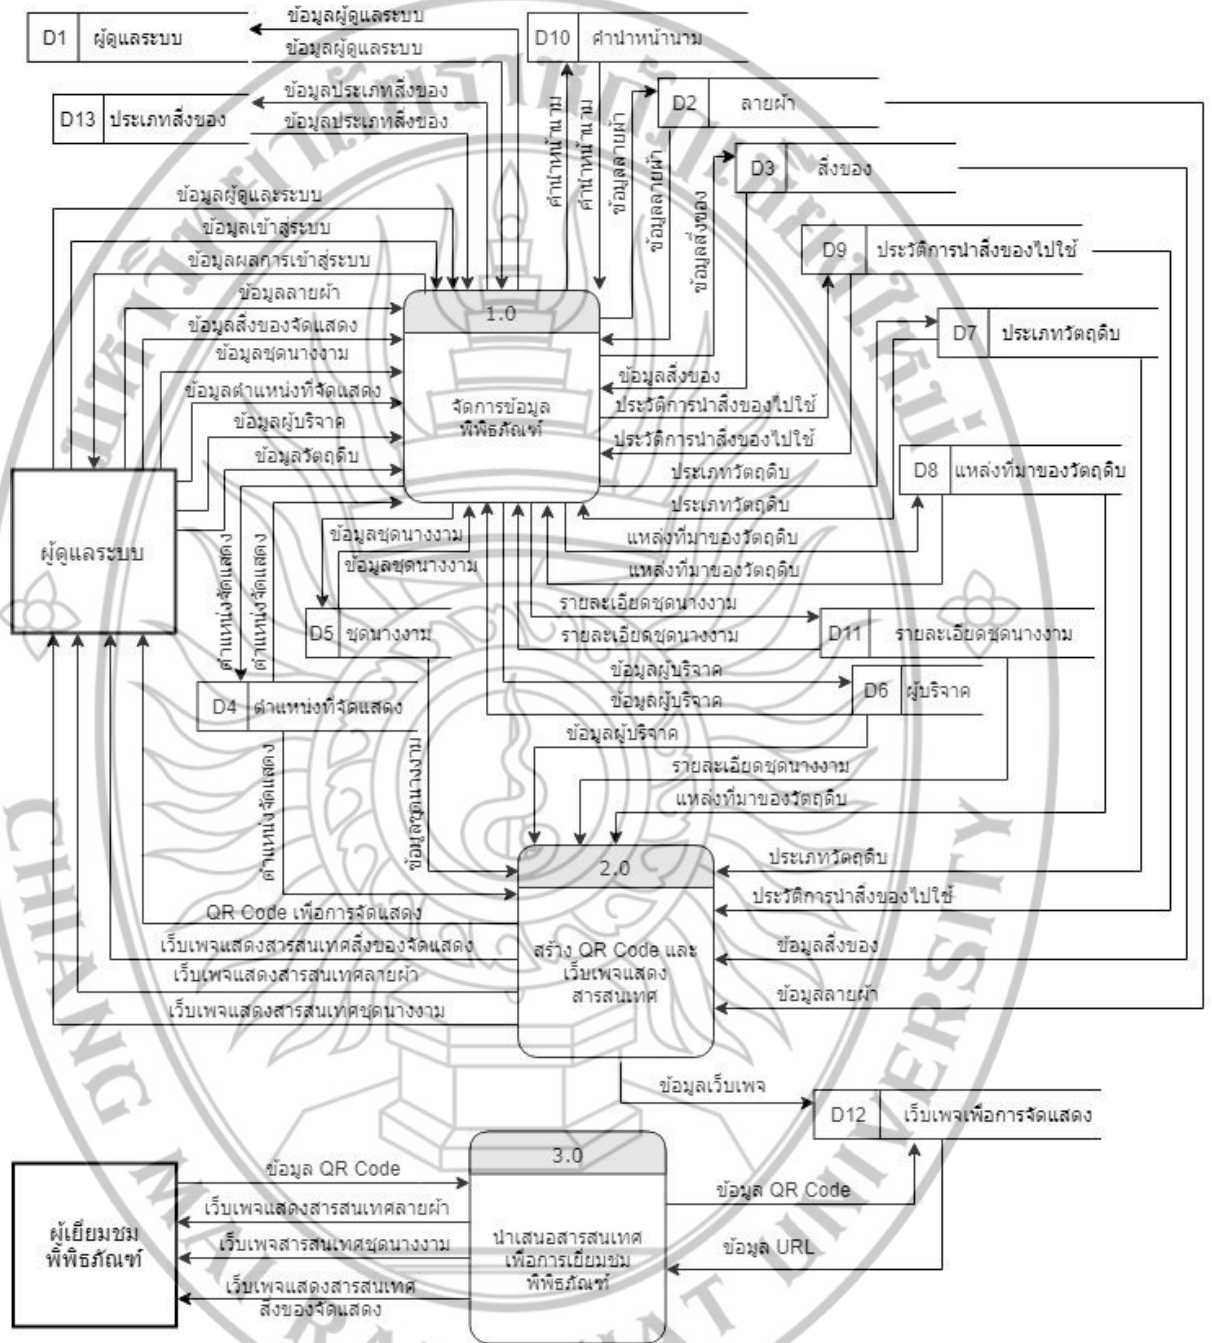 ข้อมูลผู้ดูแลระบบ
D1 ผู้ดูแลระบบ
D10 คำนำหน้านาม
ข้อมูลผู้ดูแลระบบ
ข้อมูลประเภทสิ่งของ
D2 ลายผ้า
D13 ประเภทสิ่งของ
ข้อมูลประเภทสิ่งของ
คำนำหน้านาม
คำนำหน้านาม
ข้อมูลลายผ้า
ข้อมูลลายผ้า
ข้อมูลสิ่งของ
D3 สิ่งของ
ข้อมูลผู้ดูและระบบ
ข้อมูลเข้าสู่ระบบ
D9 ประวัติการนำสิ่งของไปใช้
ข้อมูลผลการเข้าสู่ระบบ
ข้อมูลลายผ้า
1.0
ข้อมูลสิ่งของจัดแสดง
D7 ประเภทวัตถุดิบ
ข้อมูลชุดนางงาม
ข้อมูลสิ่งของ
ข้อมูลตำแหน่งที่จัดแสดง
จัดการข้อมูล
พิพิธภัณฑ์
ประวัติการนำสิ่งของไปใช้
ข้อมูลผู้บริจาค
ประวัติการนำสิ่งของไปใช้
ข้อมูลวัตถุดิบ
ประเภทวัตถุดิบ
D8 แหล่งที่มาของวัตถุดิบ
ประเภทวัตถุดิบ
ผู้ดูแลระบบ
ข้อมูลชุดนางงาม
แหล่งที่มาของวัตถุดิบ
ข้อมูลชุดนางงาม
แหล่งที่มาของวัตถุดิบ
ตำแหน่งจัดแสดง
ตำแหน่งจัดแสดง
รายละเอียดชุดนางงาม
D5 ชุดนางงาม
รายละเอียดชุดนางงาม
D11 รายละเอียดชุดนางงาม
ข้อมูลผู้บริจาค
D6 ผู้บริจาค
D4 ตำแหน่งที่จัดแสดง
ข้อมูลผู้บริจาค
ข้อมูลผู้บริจาค
รายละเอียดชุดนางงาม
แหล่งที่มาของวัตถุดิบ
ตำแหน่งจัดแสดง
ข้อมูลชุดนางงาม
2.0
ประเภทวัตถุดิบ
ประวัติการนำสิ่งของไปใช้
QR Code เพื่อการจัดแสดง
เว็บเพจแสดงสารสนเทศสิ่งของจัดแสดง
สร้าง QR Code และ
เว็บเพจแสดง
สารสนเทศ
ข้อมูลสิ่งของ
เว็บเพจแสดงสารสนเทศลายผ้า
ข้อมูลลายผ้า
เว็บเพจแสดงสารสนเทศชุดนางงาม
ข้อมูลเว็บเพจ
D12 เว็บเพจเพื่อการจัดแสดง
3.0
ข้อมูล QR Code
ข้อมูล QR Code
เว็บเพจแสดงสารสนเทศลายผ้า
ผู้เยี่ยมชม
พิพิธภัณฑ์
นำเสนอสารสนเทศ
เพื่อการเยี่ยมชม
พิพิธภัณฑ์
เว็บเพจสารสนเทศชุดนางงาม
ข้อมูล URL
เว็บเพจแสดงสารสนเทศ
สิ่งของจัดแสดง
มหาวิทยาลัยราชภัฏเชียงใหม่
CHIANG MAI RAJABHAT UNIVERSITY